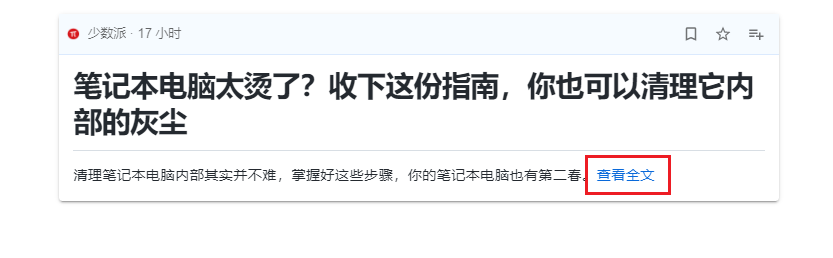 少数派 · 17 小时
笔记本电脑太烫了？收下这份指南，你也可以清理它内
部的灰尘
清理笔记本电脑内部其实并不难，掌握好这些步骤，你的笔记本电脑也有第二春。查看全文